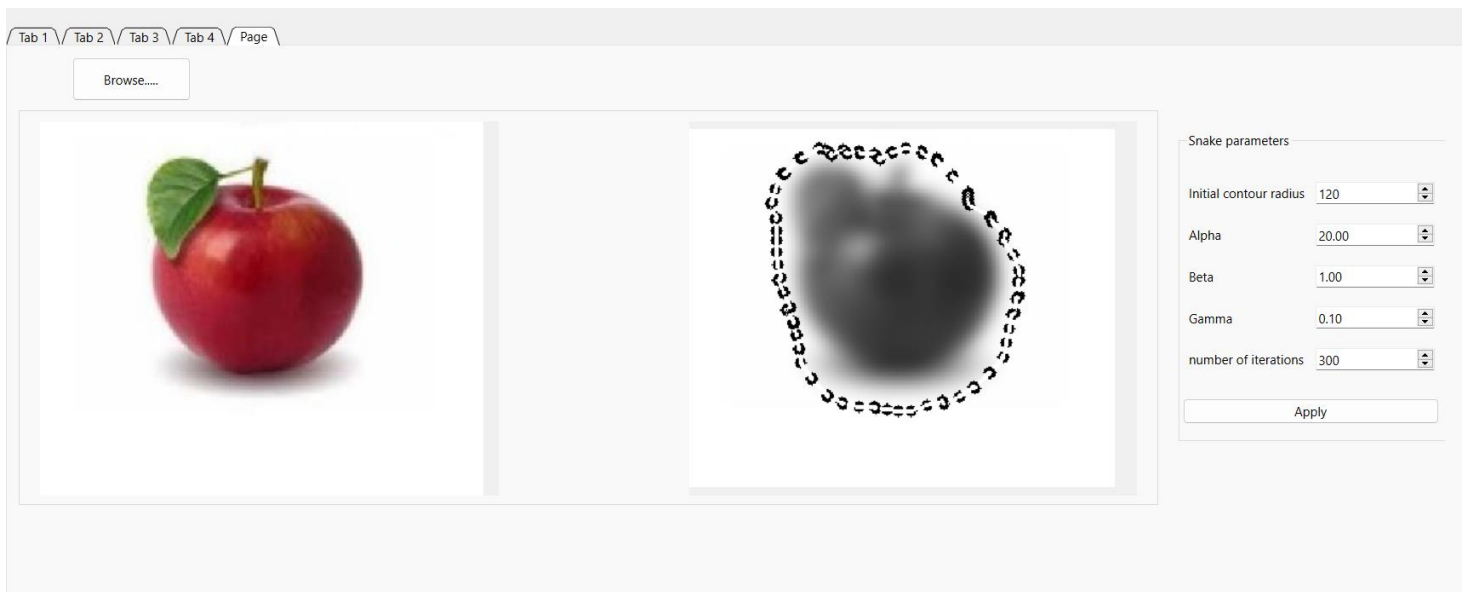 Tab 1 Tab 2 Tab 3 Tab 4 Page
Browse.....
Snake parameters
Initial contour radius 120
Alpha 20.00
Beta 1.00
Gamma 0.10
number of iterations 300
Apply